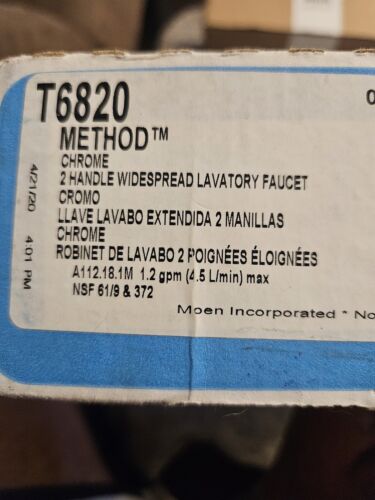 T6820
METHOD™
CHROME
2 HANDLE WIDESPREAD LAVATORY FAUCET
CROMO
LLAVE LAVABO EXTENDIDA 2 MANILLAS
CHROME
ROBINET DE LAVABO 2 POIGNÉES ÉLOIGNÉES
A112.18.1M 1.2 gpm (4.5 L/min) max
NSF 61/9 & 372
Moen Incorporated * No
4/21/20 4:01 PM
0